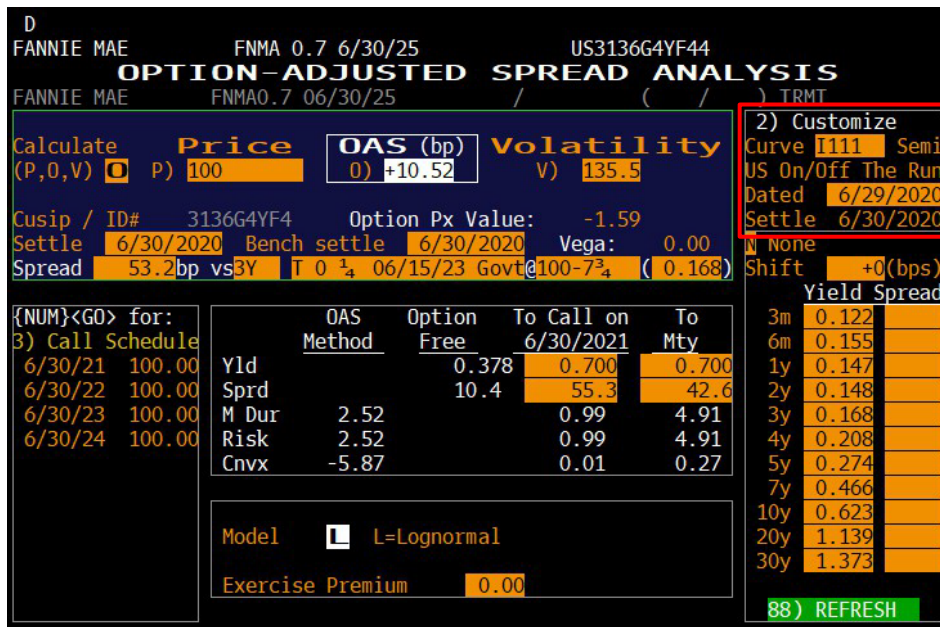 D
FANNIE MAE FNMA 0.7 6/30/25 US3136G4YF44
OPTION-ADJUSTED SPREAD ANALYSIS
FANNIE MAE FNMA0.7 06/30/25 / ( / ) TRMT
Calculate Price OAS (bp) Volatility
(P,O,V) O P) 100 O) +10.52 V) 135.5
Cusip / ID# 3136G4YF4 Option Px Value: -1.59
Settle 6/30/2020 Bench settle 6/30/2020 Vega: 0.00
Spread 53.2bp vs3Y T 0 ¼ 06/15/23 Govt@100-7¾ ( 0.168)
2) Customize
Curve I111 Semi
US On/Off The Run
Dated 6/29/2020
Settle 6/30/2020
N None
Shift +0(bps)
Yield Spread
3m 0.122
6m 0.155
1y 0.147
2y 0.148
3y 0.168
4y 0.208
5y 0.274
7y 0.466
10y 0.623
20y 1.139
30y 1.373
88) REFRESH
{NUM}<GO> for:
3) Call Schedule
6/30/21 100.00
6/30/22 100.00
6/30/23 100.00
6/30/24 100.00
OAS Option To Call on To
Method Free 6/30/2021 Mty
Yld 0.378 0.700 0.700
Sprd 10.4 55.3 42.6
M Dur 2.52 0.99 4.91
Risk 2.52 0.99 4.91
Cnvx -5.87 0.01 0.27
Model L L=Lognormal
Exercise Premium 0.00